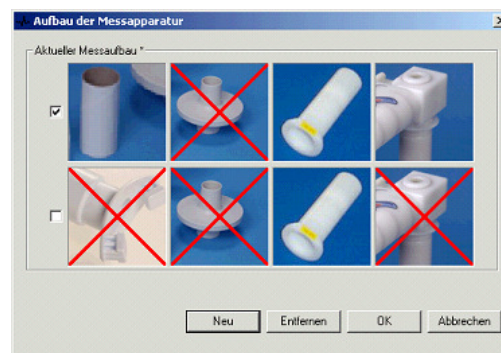 Aufbau der Messapparatur
Aktueller Messaufbau *
Neu
Entfernen
OK
Abbrechen